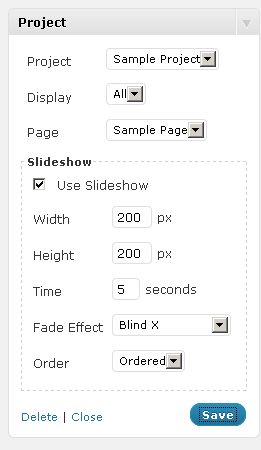 Project
Project Sample Project
Display All
Page Sample Page
Slideshow
Use Slideshow
Width 200 px
Height 200 px
Time 5 seconds
Fade Effect Blind X
Order Ordered
Delete | Close Save